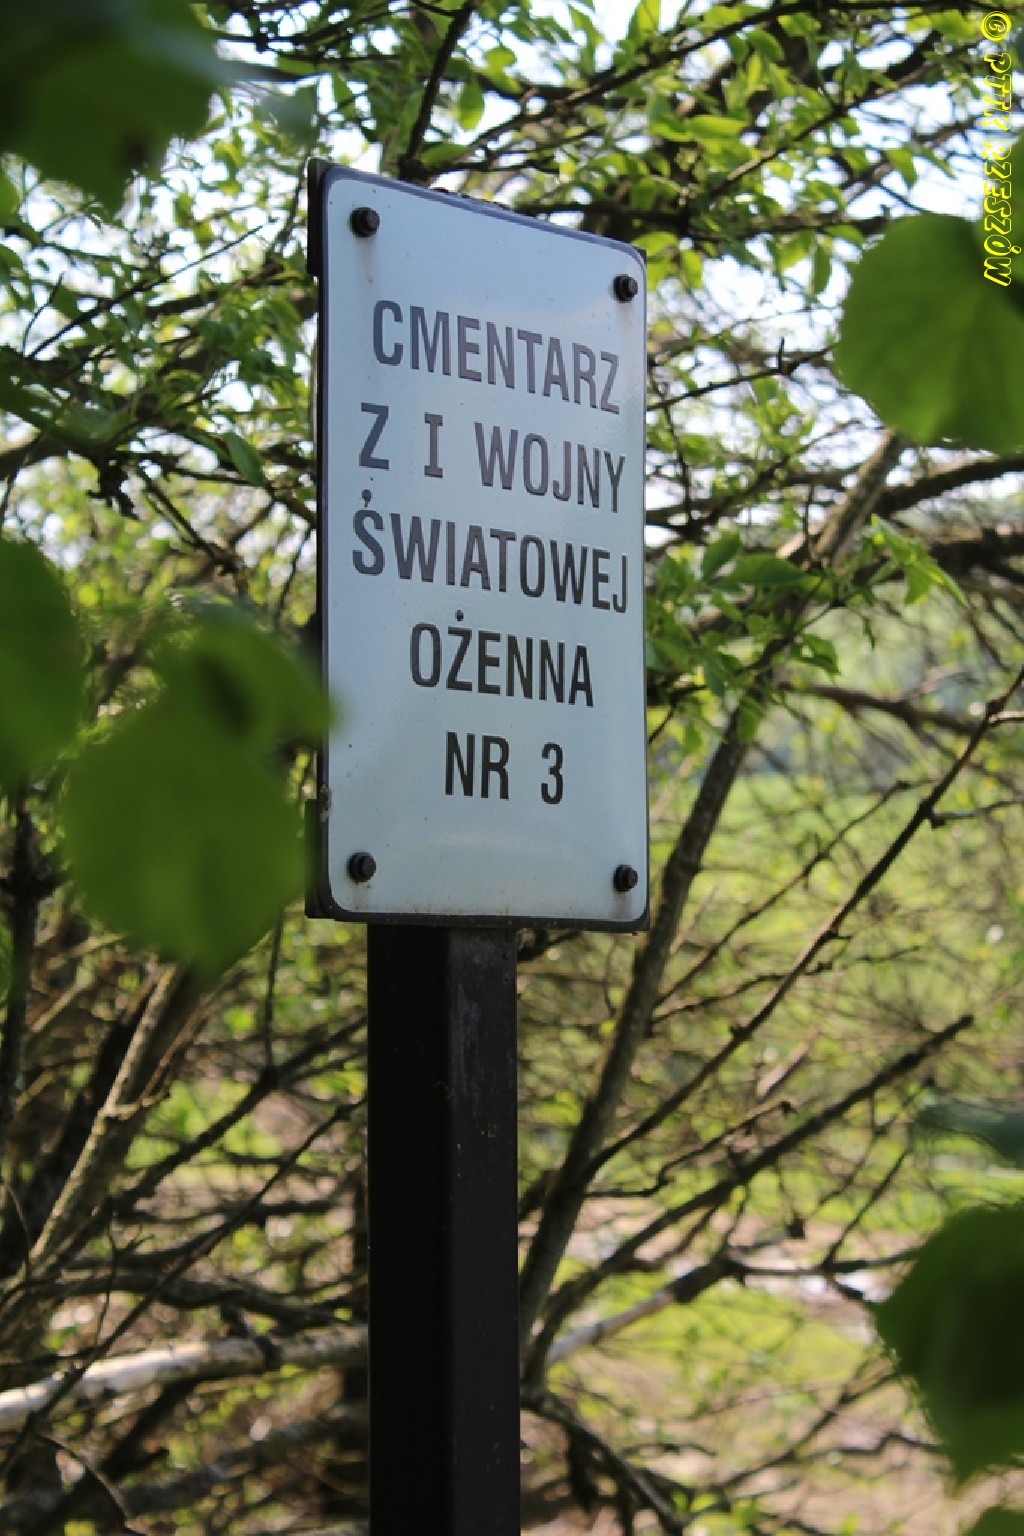 CMENTARZ
Z I WOJNY
ŚWIATOWEJ
OŻENNA
NR 3
© PTTK RZESZÓW